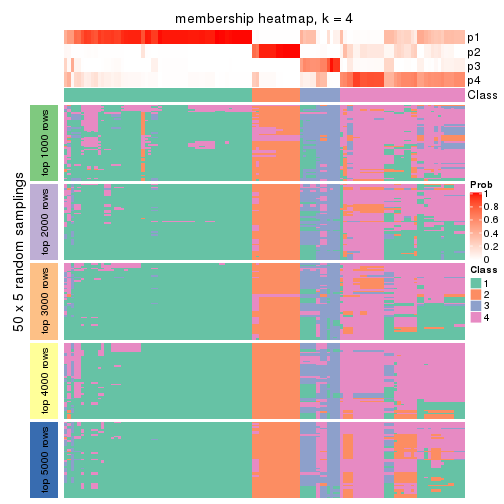 membership heatmap, k = 4
p1
p2
p3
p4
Class
50 x 5 random samplings
top 1000 rows
top 2000 rows
top 3000 rows
top 4000 rows
top 5000 rows
Prob
1
0.8
0.6
0.4
0.2
0
Class
1
2
3
4